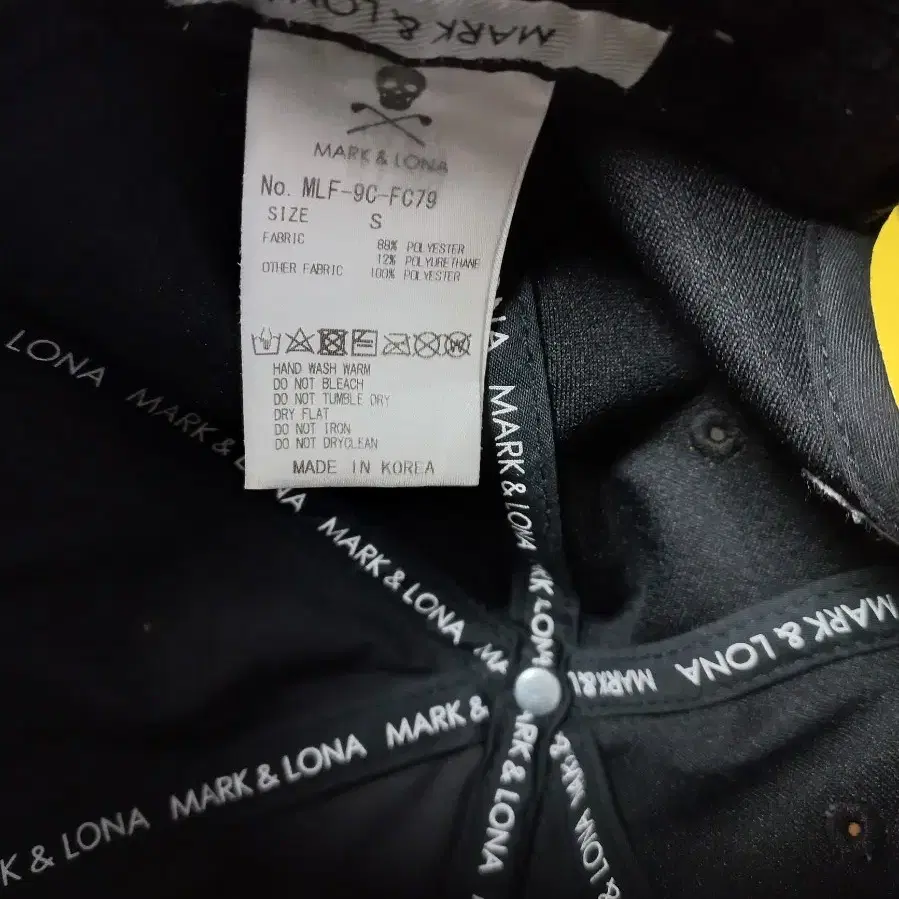 MARK & LONA
MARK & LONA
No. MLF-9C-FC79
SIZE S
FABRIC 88% POLYESTER
12% POLYURETHANE
OTHER FABRIC 100% POLYESTER
HAND WASH WARM
DO NOT BLEACH
DO NOT TUMBLE DRY
DRY FLAT
DO NOT IRON
DO NOT DRYCLEAN
MADE IN KOREA
LONA MARK & LONA MARK & LONA
MARK & LONA
K & LONA MARK & LONA MARK &
MARK & LONA
MARK & LONA
LONA